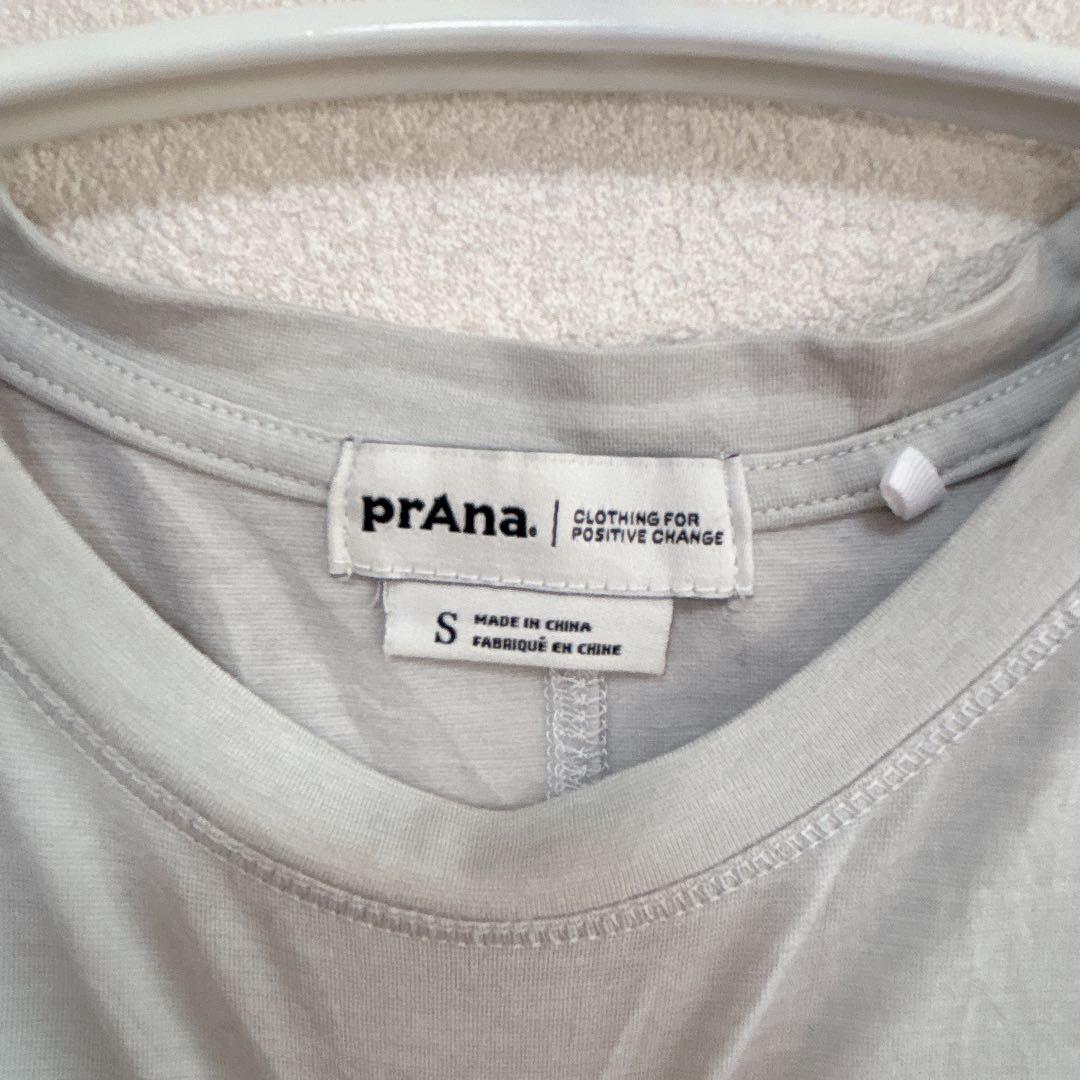 prAna. | CLOTHING FOR
POSITIVE CHANGE
S MADE IN CHINA
FABRIQUÉ EN CHINE